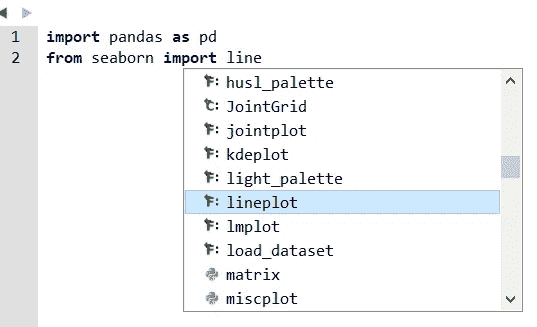 1 import pandas as pd
2 from seaborn import line
F: husl_palette
C: JointGrid
F: jointplot
F: kdeplot
F: light_palette
F: lineplot
F: lmplot
F: load_dataset
matrix
miscplot